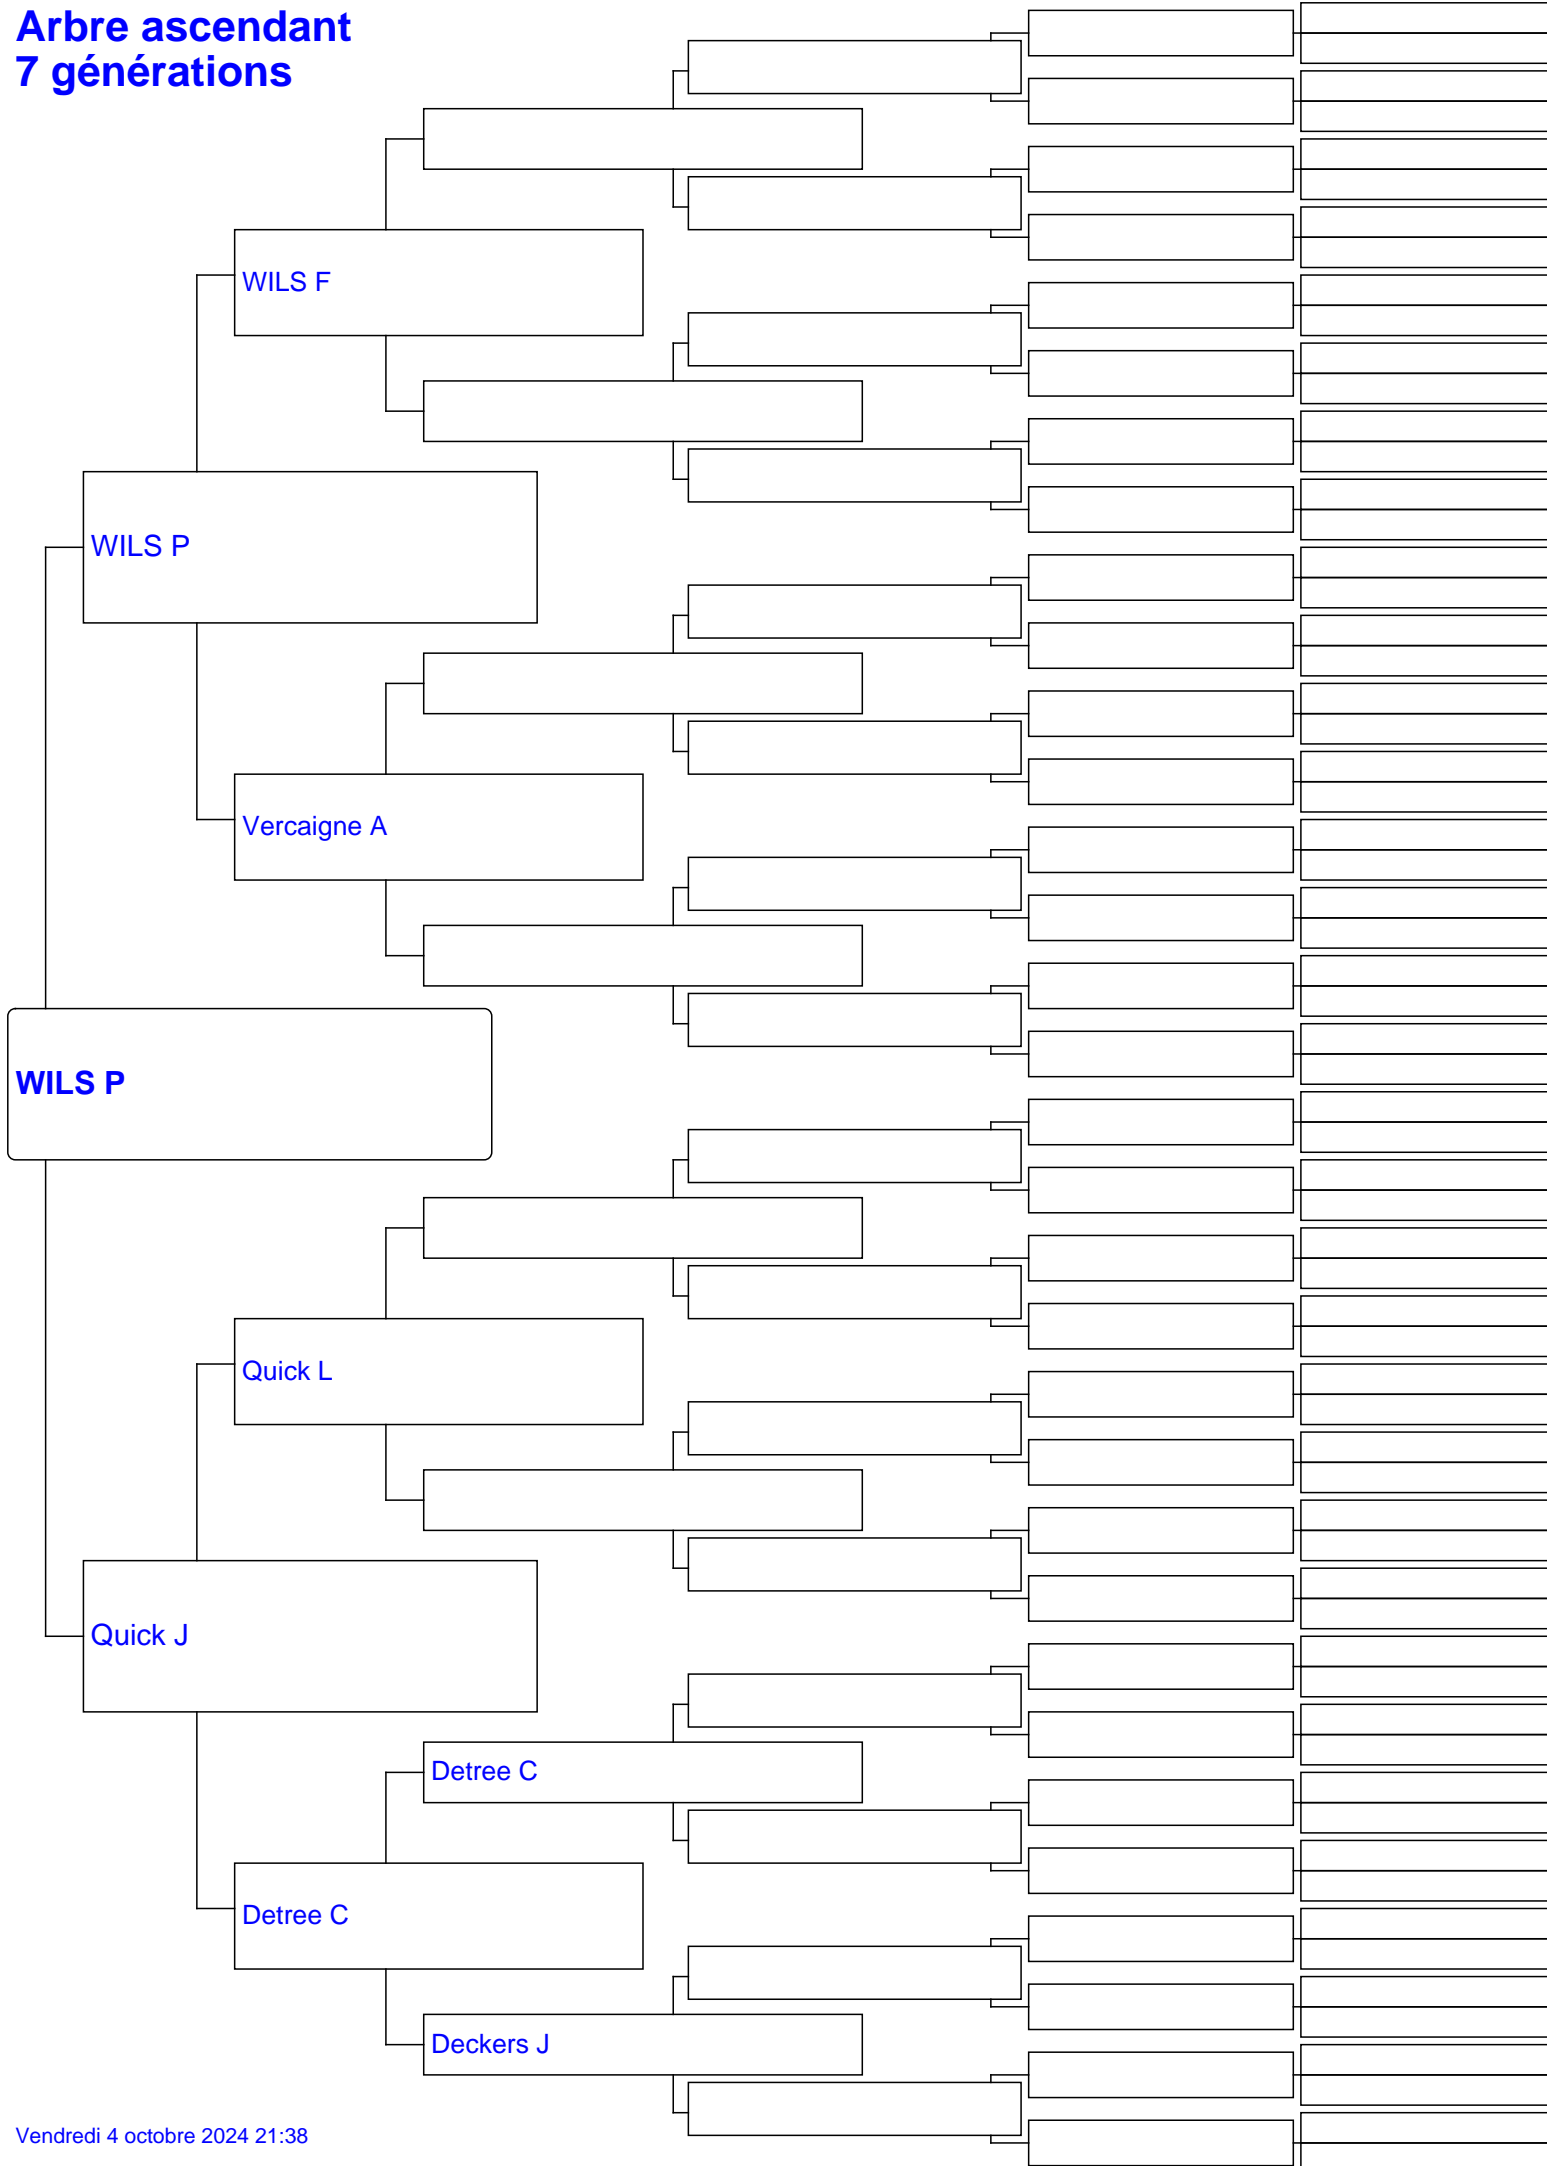 Arbre ascendant
7 générations
WILS F
WILS P
Vercaigne A
WILS P
Quick L
Quick J
Detree C
Detree C
Deckers J
Vendredi 4 octobre 2024 21:38